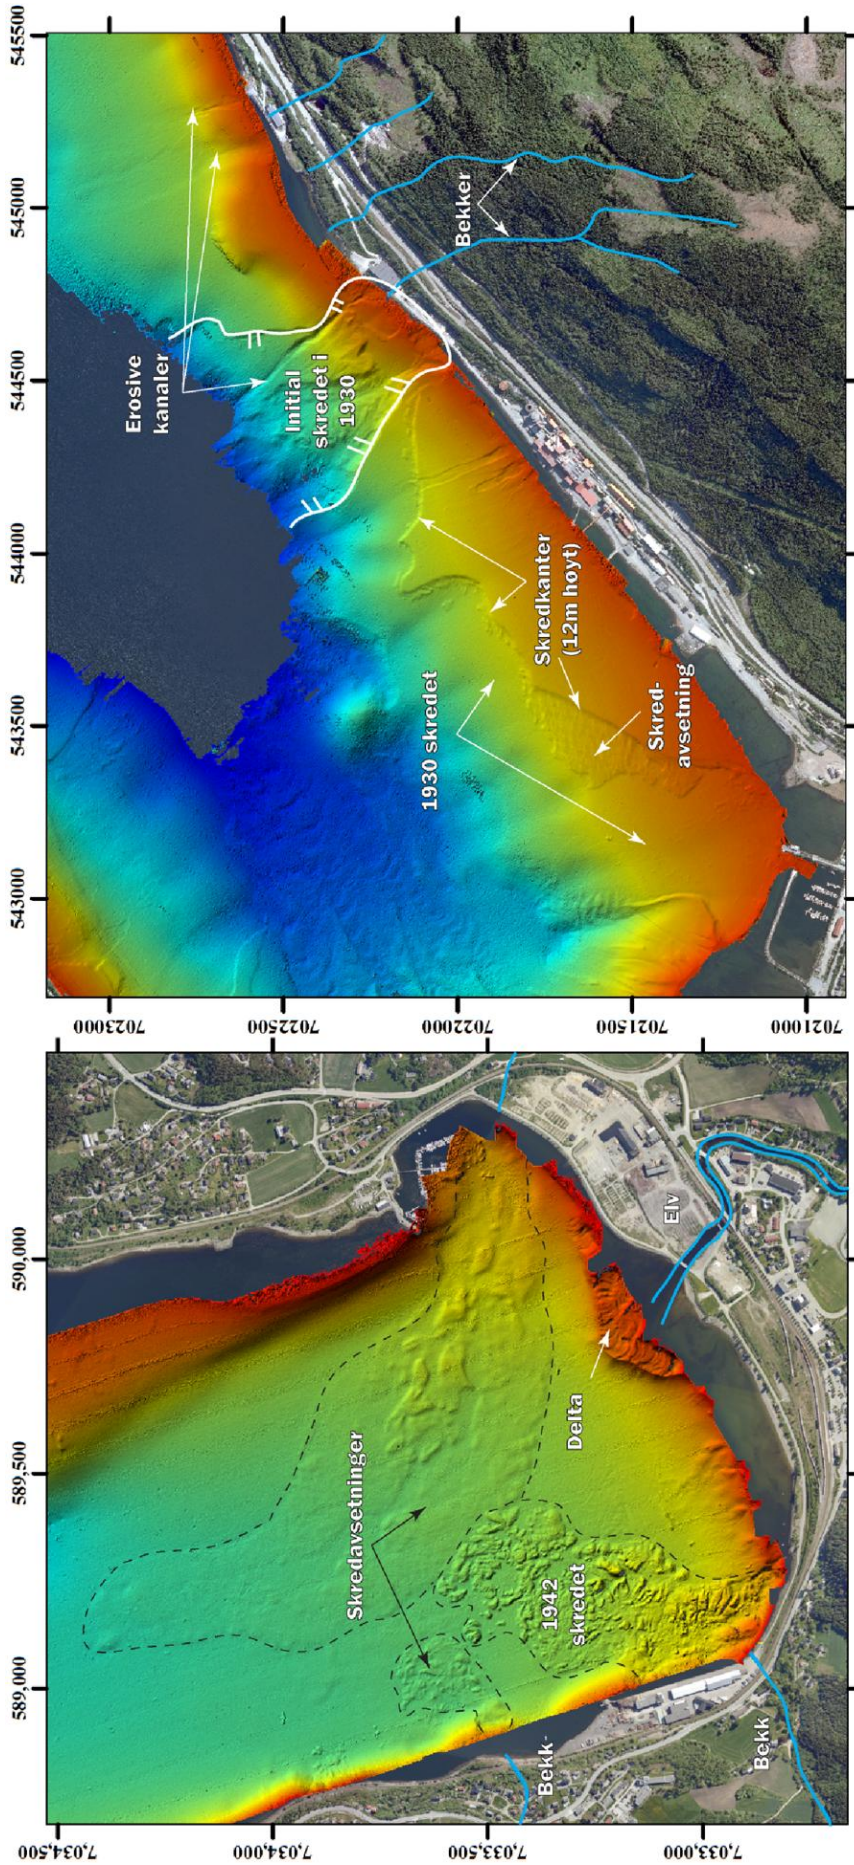 589,000
589,500
590,000
7,034,500
7,034,000
7,033,500
7,033,000
Skredavsetninger
1942
skredet
Delta
Elv
Bekk-
Bekk
543000
543500
544000
544500
545000
545500
7023000
7022500
7022000
7021500
7021000
Erosive
kanaler
Initial
skredet i
1930
1930 skredet
Skredkanter
(12m høyt)
Skred-
avsetning
Bekker